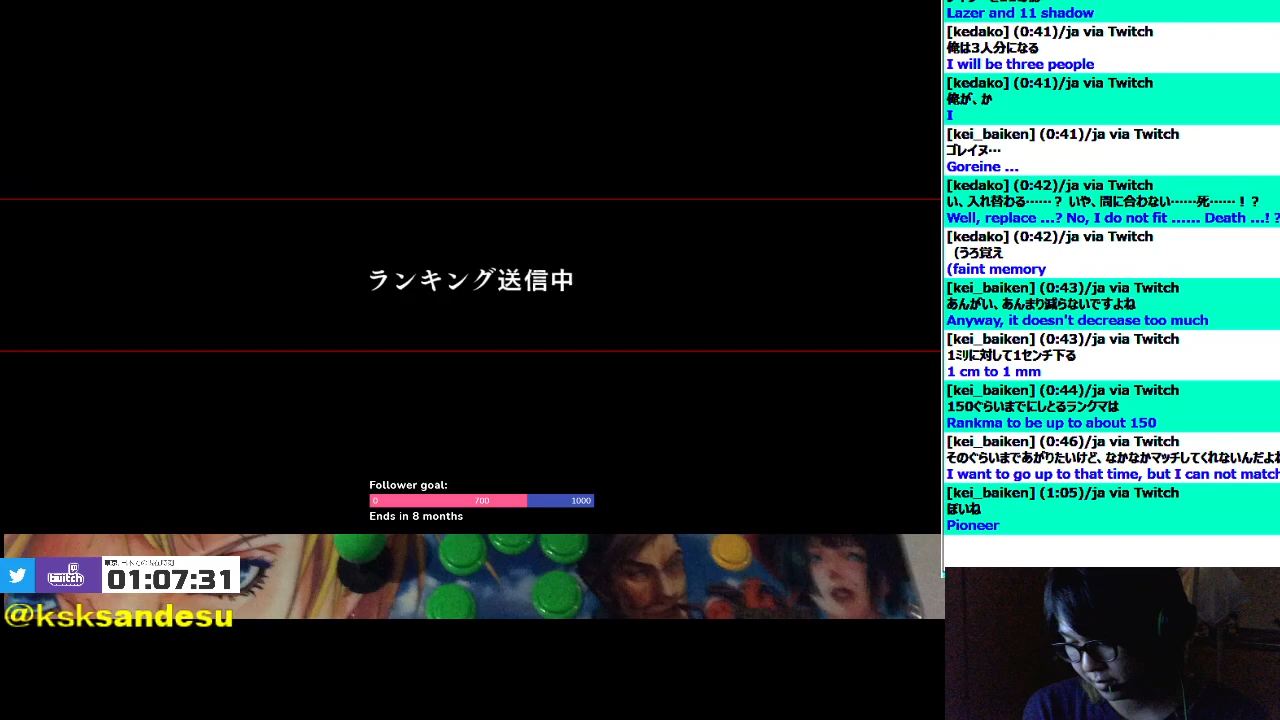 Lazer and 11 shadow
[kedako] (0:41)/ja via Twitch
俺は3人分になる
I will be three people
[kedako] (0:41)/ja via Twitch
俺が、か
I
[kei_baiken] (0:41)/ja via Twitch
ゴレイヌ…
Goreine ...
[kedako] (0:42)/ja via Twitch
い、入れ替わる……？ いや、間に合わない……死……！？
Well, replace ...? No, I do not fit ...... Death ...! ?
[kedako] (0:42)/ja via Twitch
（うろ覚え
(faint memory
[kei_baiken] (0:43)/ja via Twitch
あんがい、あんまり減らないですよね
Anyway, it doesn't decrease too much
[kei_baiken] (0:43)/ja via Twitch
1ﾐﾘに対して1センチ下る
1 cm to 1 mm
[kei_baiken] (0:44)/ja via Twitch
150ぐらいまでにしとるランクマは
Rankma to be up to about 150
[kei_baiken] (0:46)/ja via Twitch
そのぐらいまであがりたいけど、なかなかマッチしてくれないんだよね
I want to go up to that time, but I can not match
[kei_baiken] (1:05)/ja via Twitch
ぽいね
Pioneer
ランキング送信中
Follower goal:
0 700 1000
Ends in 8 months
twitch
01:07:31
@ksksandesu